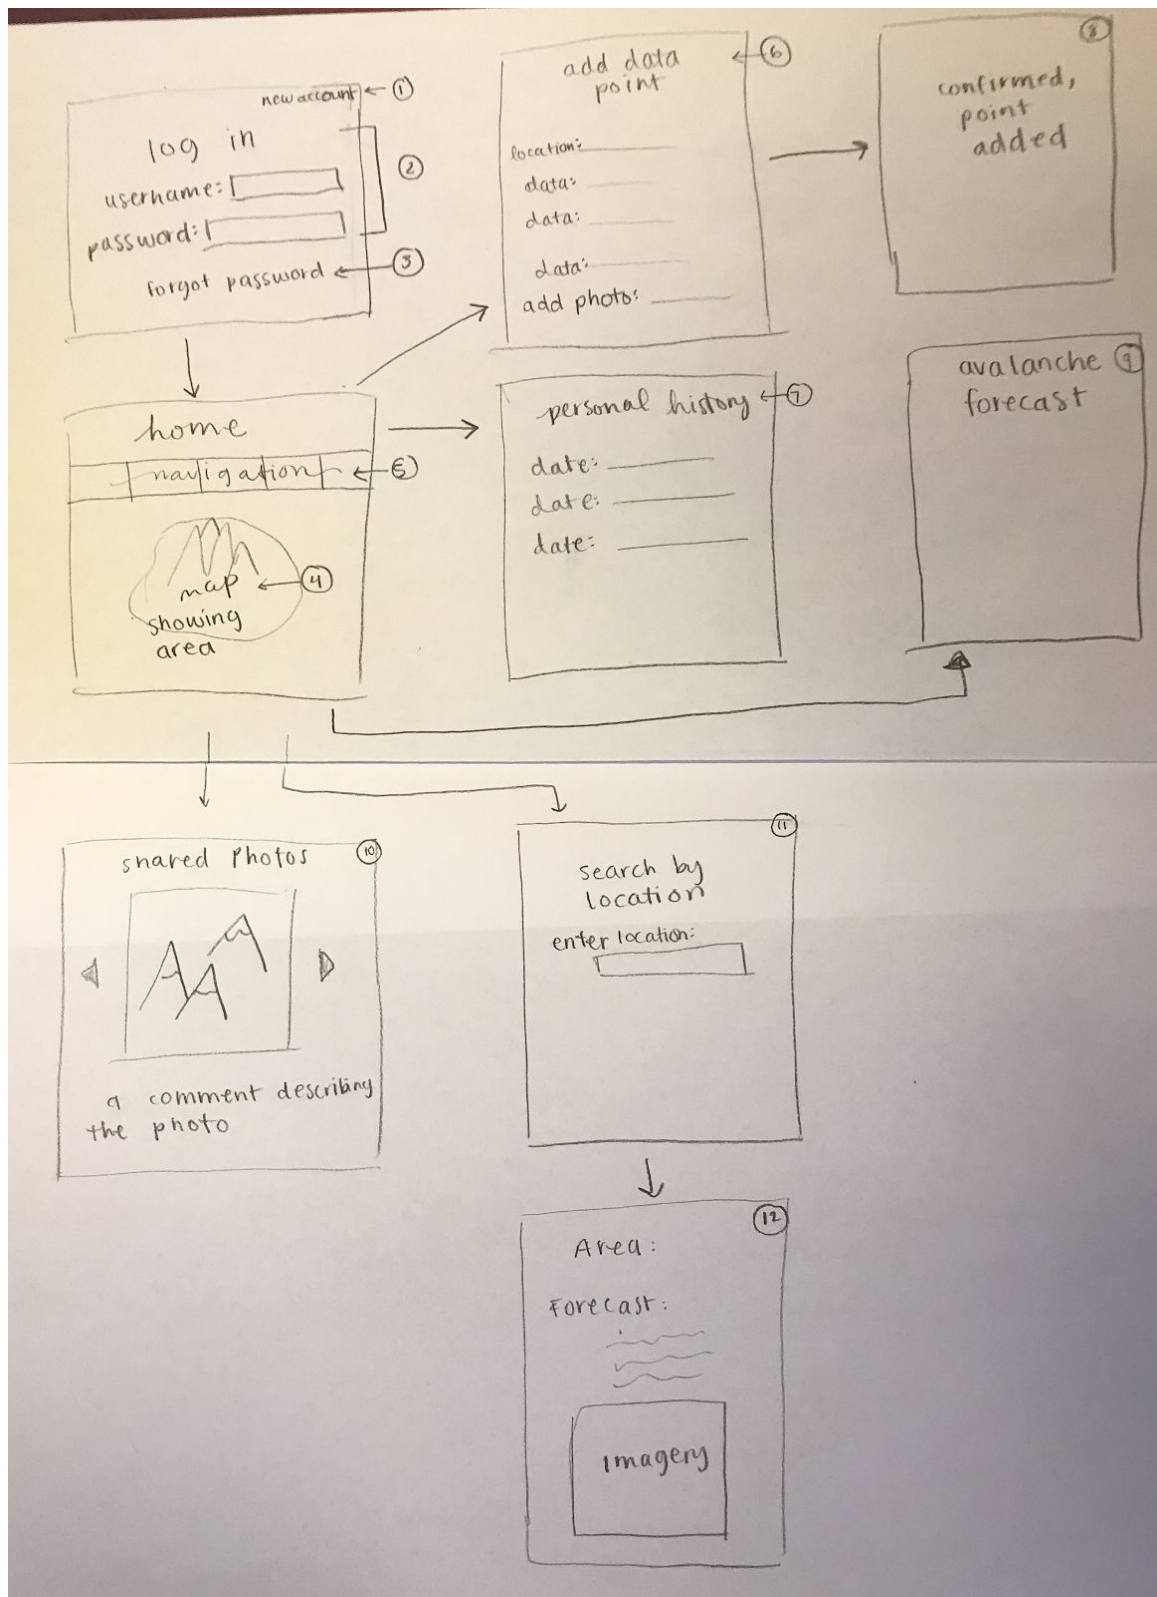 new account ← 1
log in
2
username:
password:
forgot password ← 3
add data ← 6
point
location:
data:
data:
data:
add photo:
8
confirmed,
point
added
home
navigation ← 5
map ← 4
showing
area
personal history ← 7
date:
date:
date:
avalanche 9
forecast
shared photos 10
a comment describing
the photo
11
search by
location
enter location:
12
Area:
Forecast:
Imagery